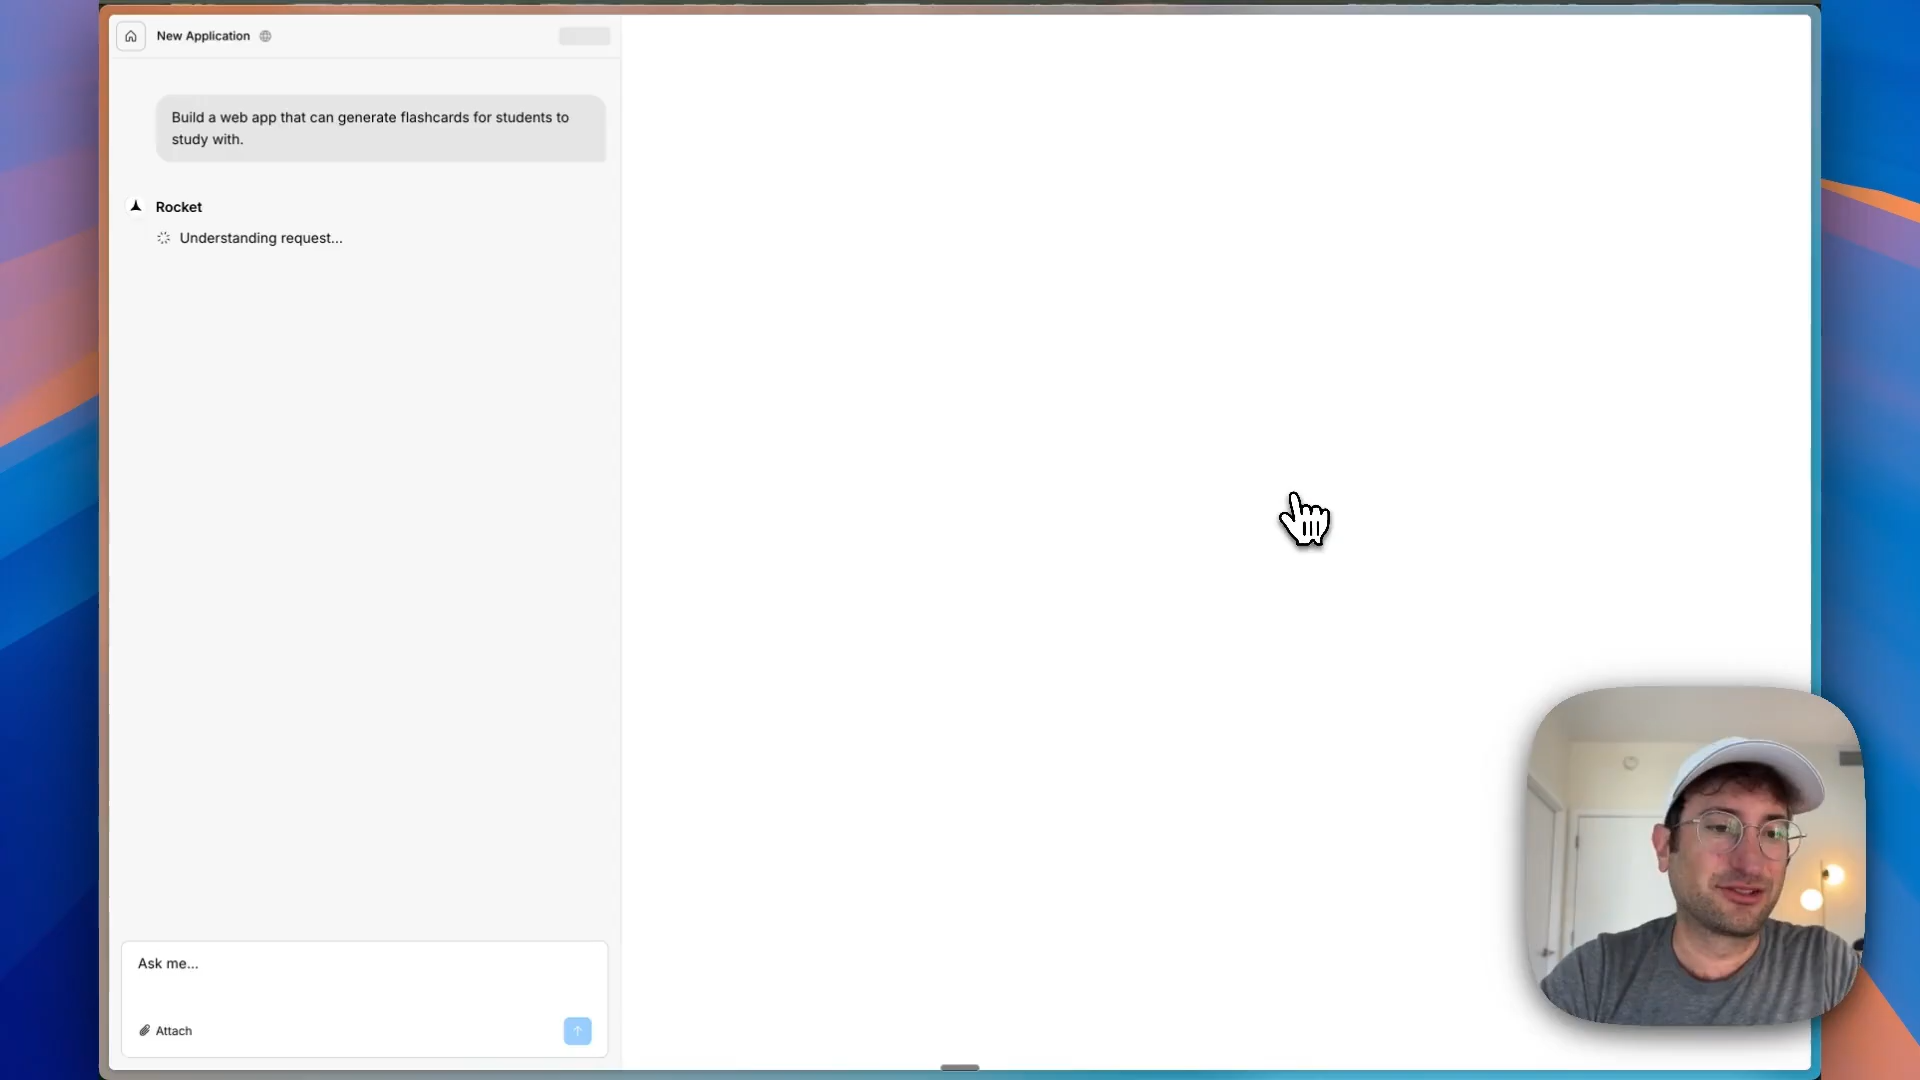 New Application
Build a web app that can generate flashcards for students to
study with.
Rocket
Understanding request...
Ask me...
Attach